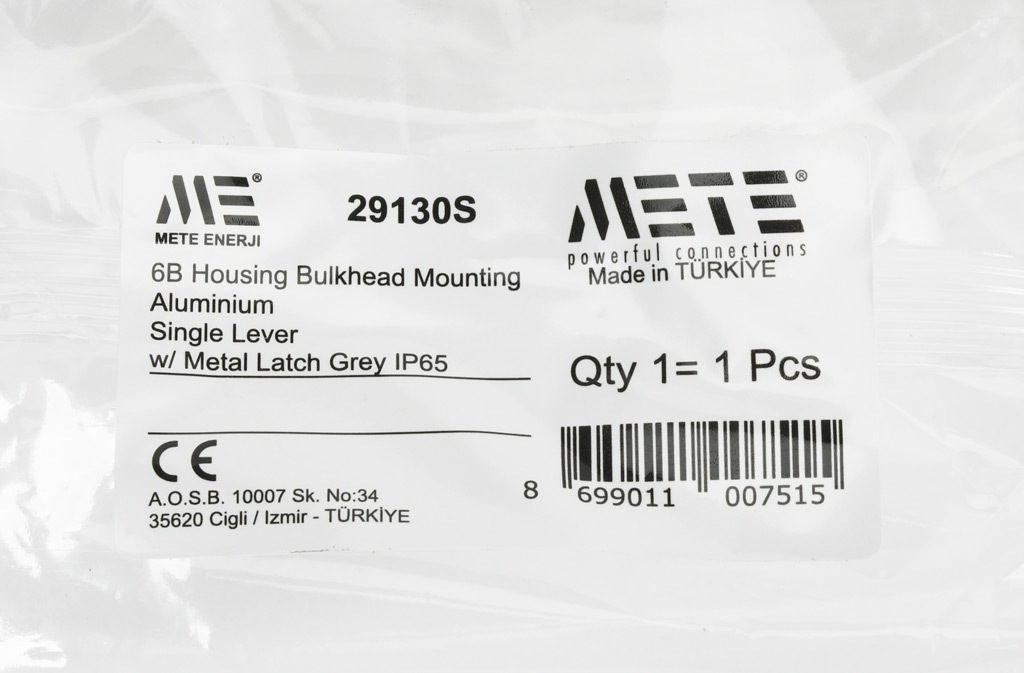 ME®
METE ENERJI
29130S
6B Housing Bulkhead Mounting
Aluminium
Single Lever
w/ Metal Latch Grey IP65
CE
A.O.S.B. 10007 Sk. No:34
35620 Cigli / Izmir - TÜRKİYE
METE®
powerful connections
Made in TÜRKİYE
Qty 1= 1 Pcs
8 699011 007515